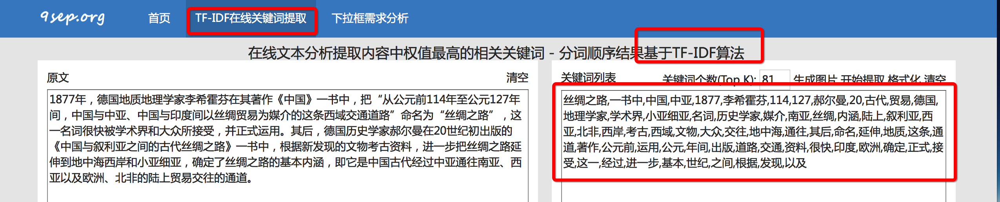 9sep.org 首页 TF-IDF在线关键词提取 下拉框需求分析
在线文本分析提取内容中权值最高的相关关键词 - 分词顺序结果基于TF-IDF算法
原文 清空
1877年，德国地质地理学家李希霍芬在其著作《中国》一书中，把“从公元前114年至公元127年
间，中国与中亚、中国与印度间以丝绸贸易为媒介的这条西域交通道路”命名为“丝绸之路”，这
一名词很快被学术界和大众所接受，并正式运用。其后，德国历史学家郝尔曼在20世纪初出版的
《中国与叙利亚之间的古代丝绸之路》一书中，根据新发现的文物考古资料，进一步把丝绸之路延
伸到地中海西岸和小亚细亚，确定了丝绸之路的基本内涵，即它是中国古代经过中亚通往南亚、西
亚以及欧洲、北非的陆上贸易交往的通道。
关键词列表 关键词个数(Top K): 81 生成图片 开始提取 格式化 清空
丝绸之路,一书中,中国,中亚,1877,李希霍芬,114,127,郝尔曼,20,古代,贸易,德国,
地理学家,学术界,小亚细亚,名词,历史学家,媒介,南亚,丝绸,内涵,陆上,叙利亚,西
亚,北非,西岸,考古,西域,文物,大众,交往,地中海,通往,其后,命名,延伸,地质,这条,通
道,著作,公元前,运用,公元,年间,出版,道路,交通,资料,很快,印度,欧洲,确定,正式,接
受,这一,经过,进一步,基本,世纪,之间,根据,发现,以及